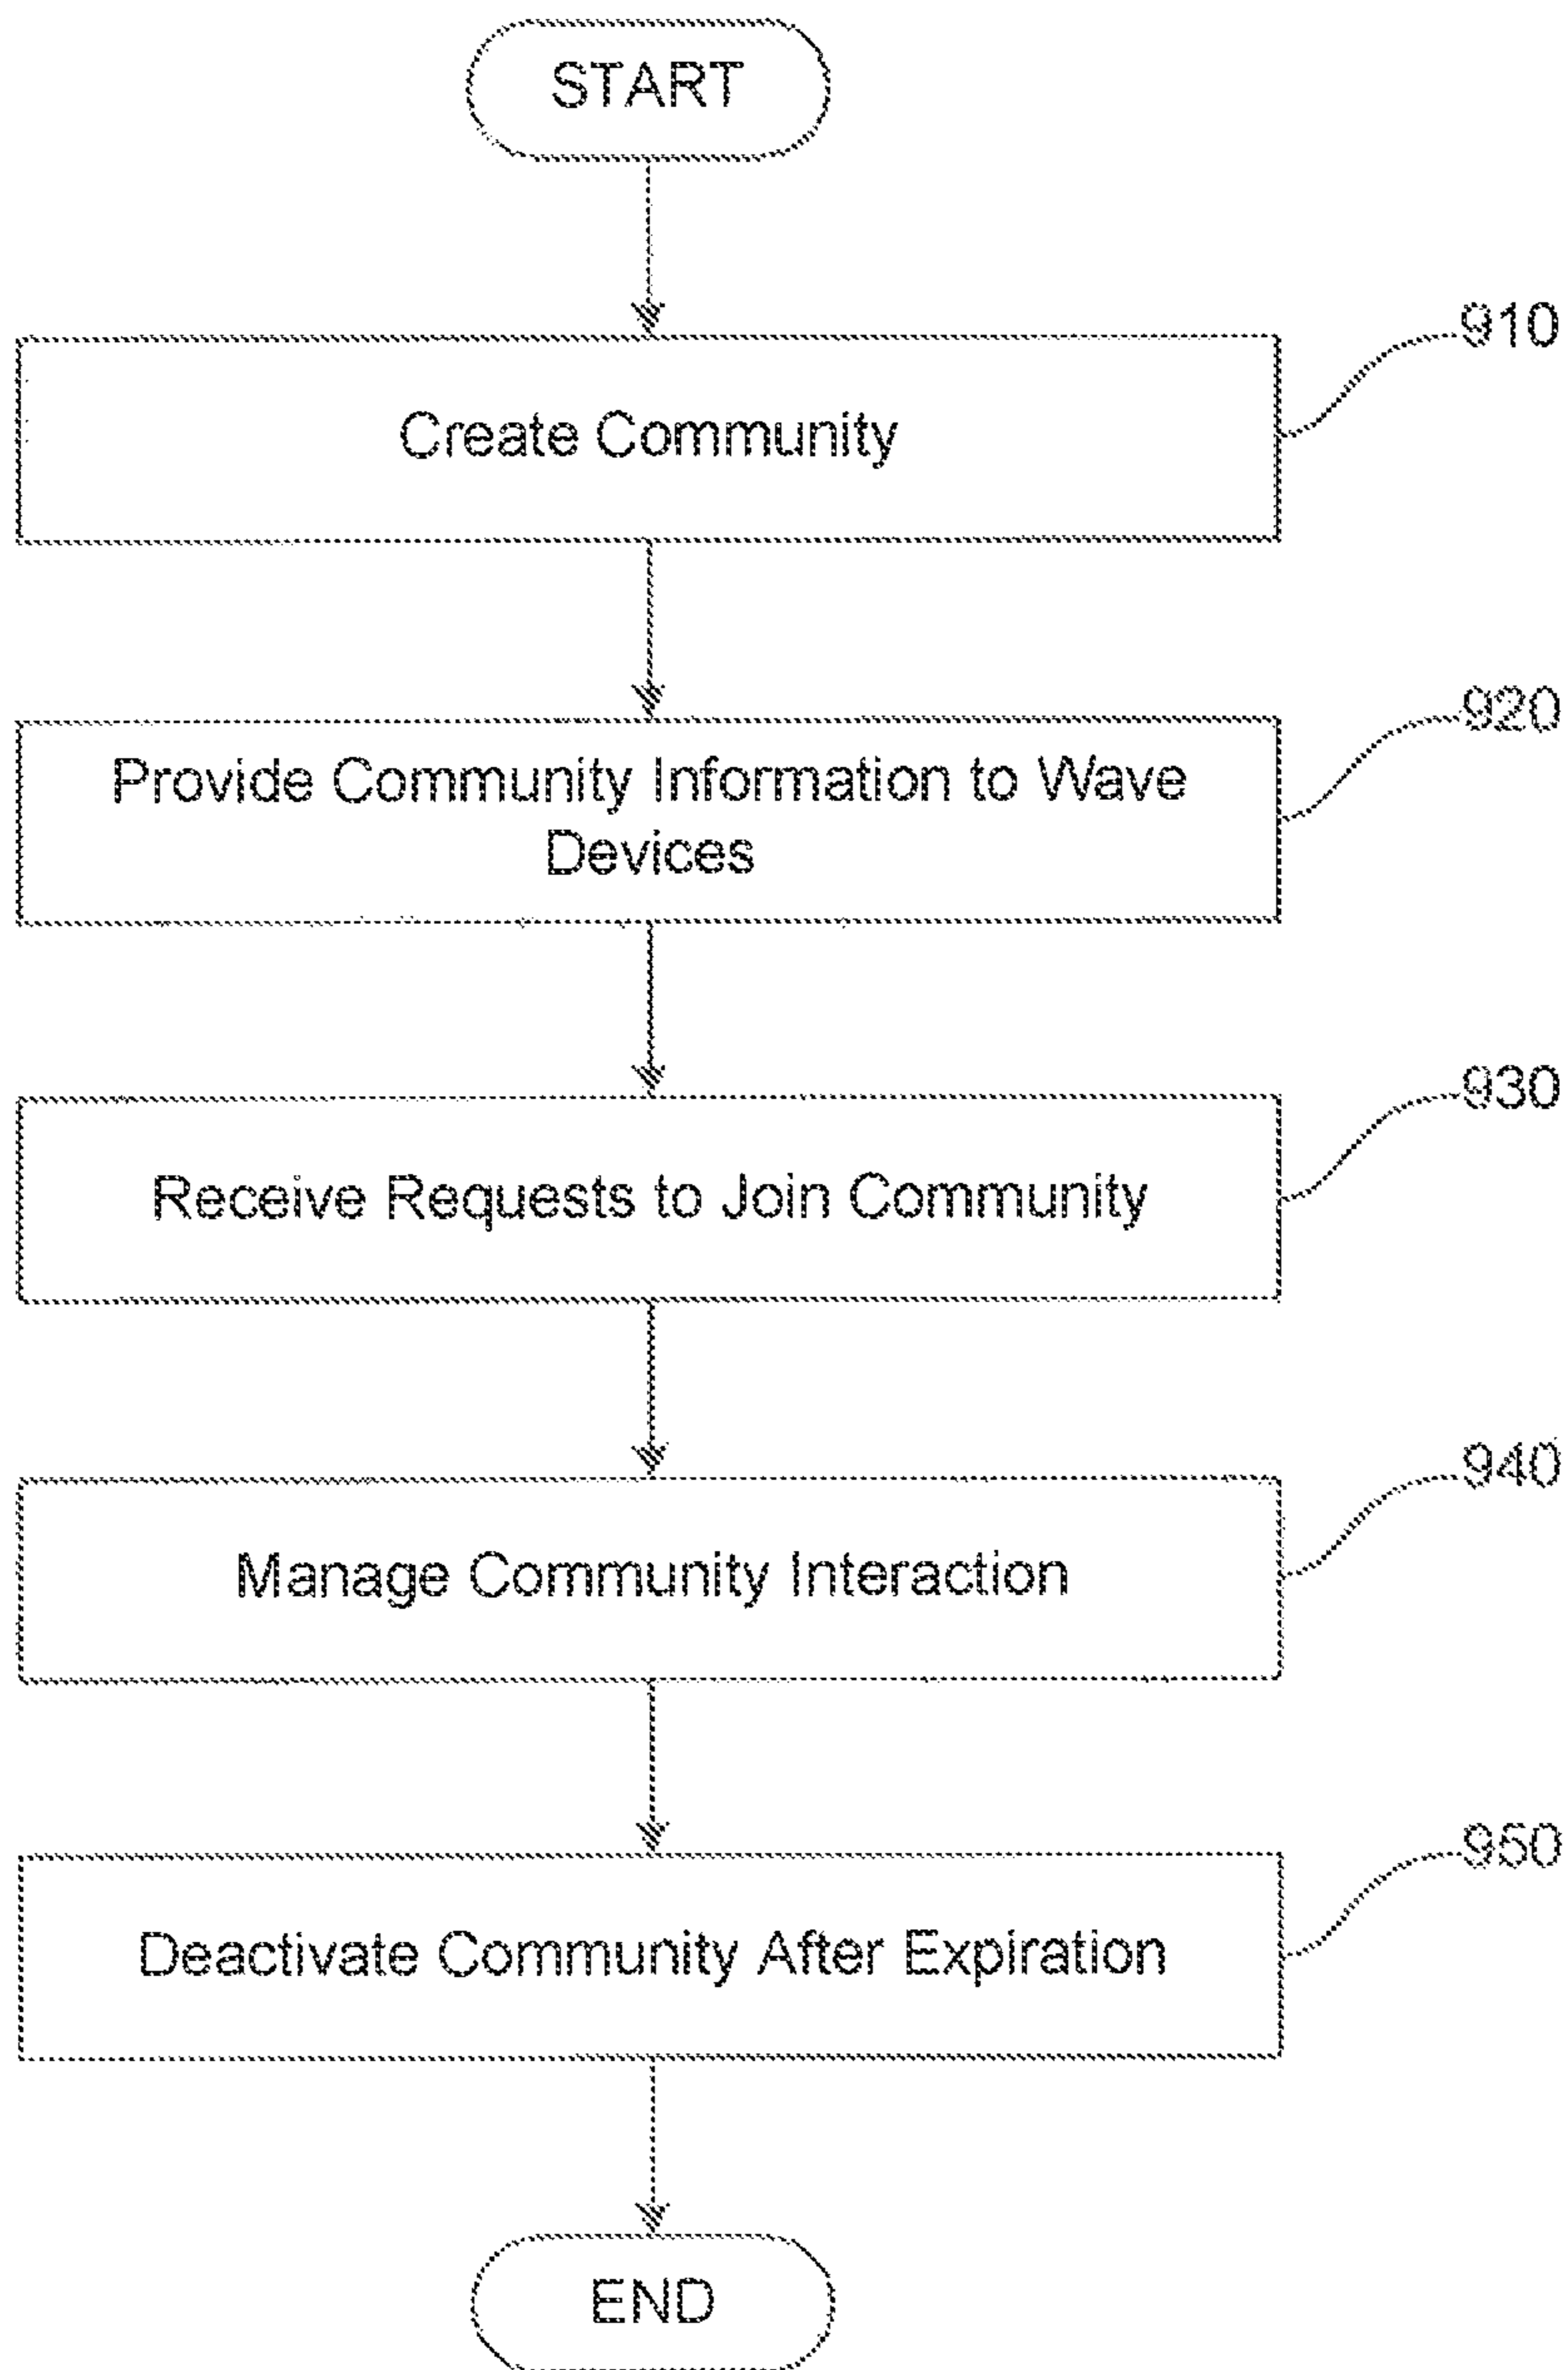 START
910
Create Community
920
Provide Community Information to Wave
Devices
930
Receive Requests to Join Community
940
Manage Community Interaction
950
Deactivate Community After Expiration
END